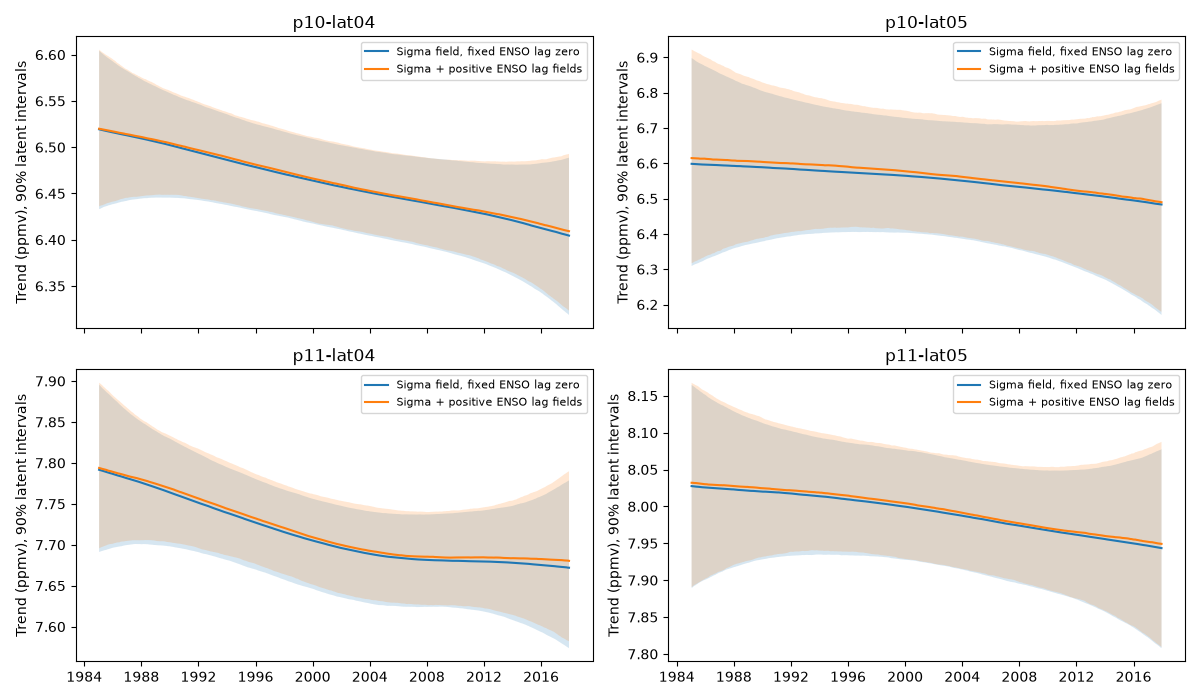 p10-lat04
Trend (ppmv), 90% latent intervals
6.60
6.55
6.50
6.45
6.40
6.35
Sigma field, fixed ENSO lag zero
Sigma + positive ENSO lag fields
p10-lat05
Trend (ppmv), 90% latent intervals
6.9
6.8
6.7
6.6
6.5
6.4
6.3
6.2
Sigma field, fixed ENSO lag zero
Sigma + positive ENSO lag fields
p11-lat04
Trend (ppmv), 90% latent intervals
7.90
7.85
7.80
7.75
7.70
7.65
7.60
Sigma field, fixed ENSO lag zero
Sigma + positive ENSO lag fields
1984 1988 1992 1996 2000 2004 2008 2012 2016
p11-lat05
Trend (ppmv), 90% latent intervals
8.15
8.10
8.05
8.00
7.95
7.90
7.85
7.80
Sigma field, fixed ENSO lag zero
Sigma + positive ENSO lag fields
1984 1988 1992 1996 2000 2004 2008 2012 2016